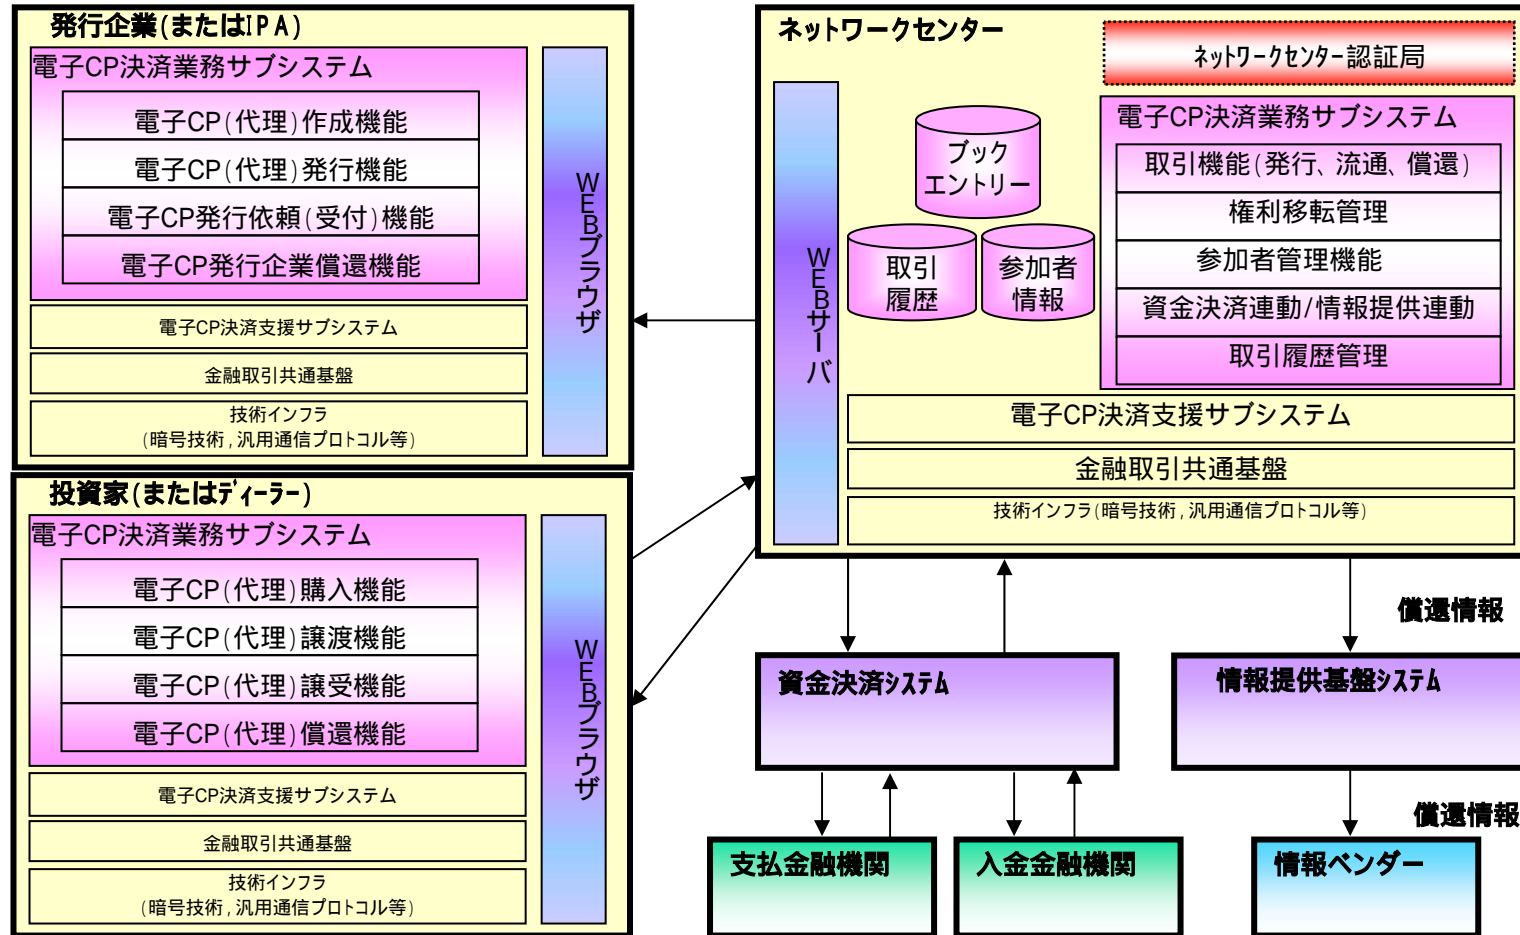 発行企業(またはIPA)
電子CP決済業務サブシステム
電子CP(代理)作成機能
電子CP(代理)発行機能
電子CP発行依頼(受付)機能
電子CP発行企業償還機能
電子CP決済支援サブシステム
金融取引共通基盤
技術インフラ
(暗号技術,汎用通信プロトコル等)
WEBブラウザ
投資家(またはディーラー)
電子CP決済業務サブシステム
電子CP(代理)購入機能
電子CP(代理)譲渡機能
電子CP(代理)譲受機能
電子CP(代理)償還機能
電子CP決済支援サブシステム
金融取引共通基盤
技術インフラ
(暗号技術,汎用通信プロトコル等)
WEBブラウザ
ネットワークセンター
ネットワークセンター認証局
WEBサーバ
ブック
エントリー
取引
履歴
参加者
情報
電子CP決済業務サブシステム
取引機能(発行、流通、償還)
権利移転管理
参加者管理機能
資金決済連動/情報提供連動
取引履歴管理
電子CP決済支援サブシステム
金融取引共通基盤
技術インフラ(暗号技術,汎用通信プロトコル等)
償還情報
資金決済システム
情報提供基盤システム
償還情報
支払金融機関
入金金融機関
情報ベンダー